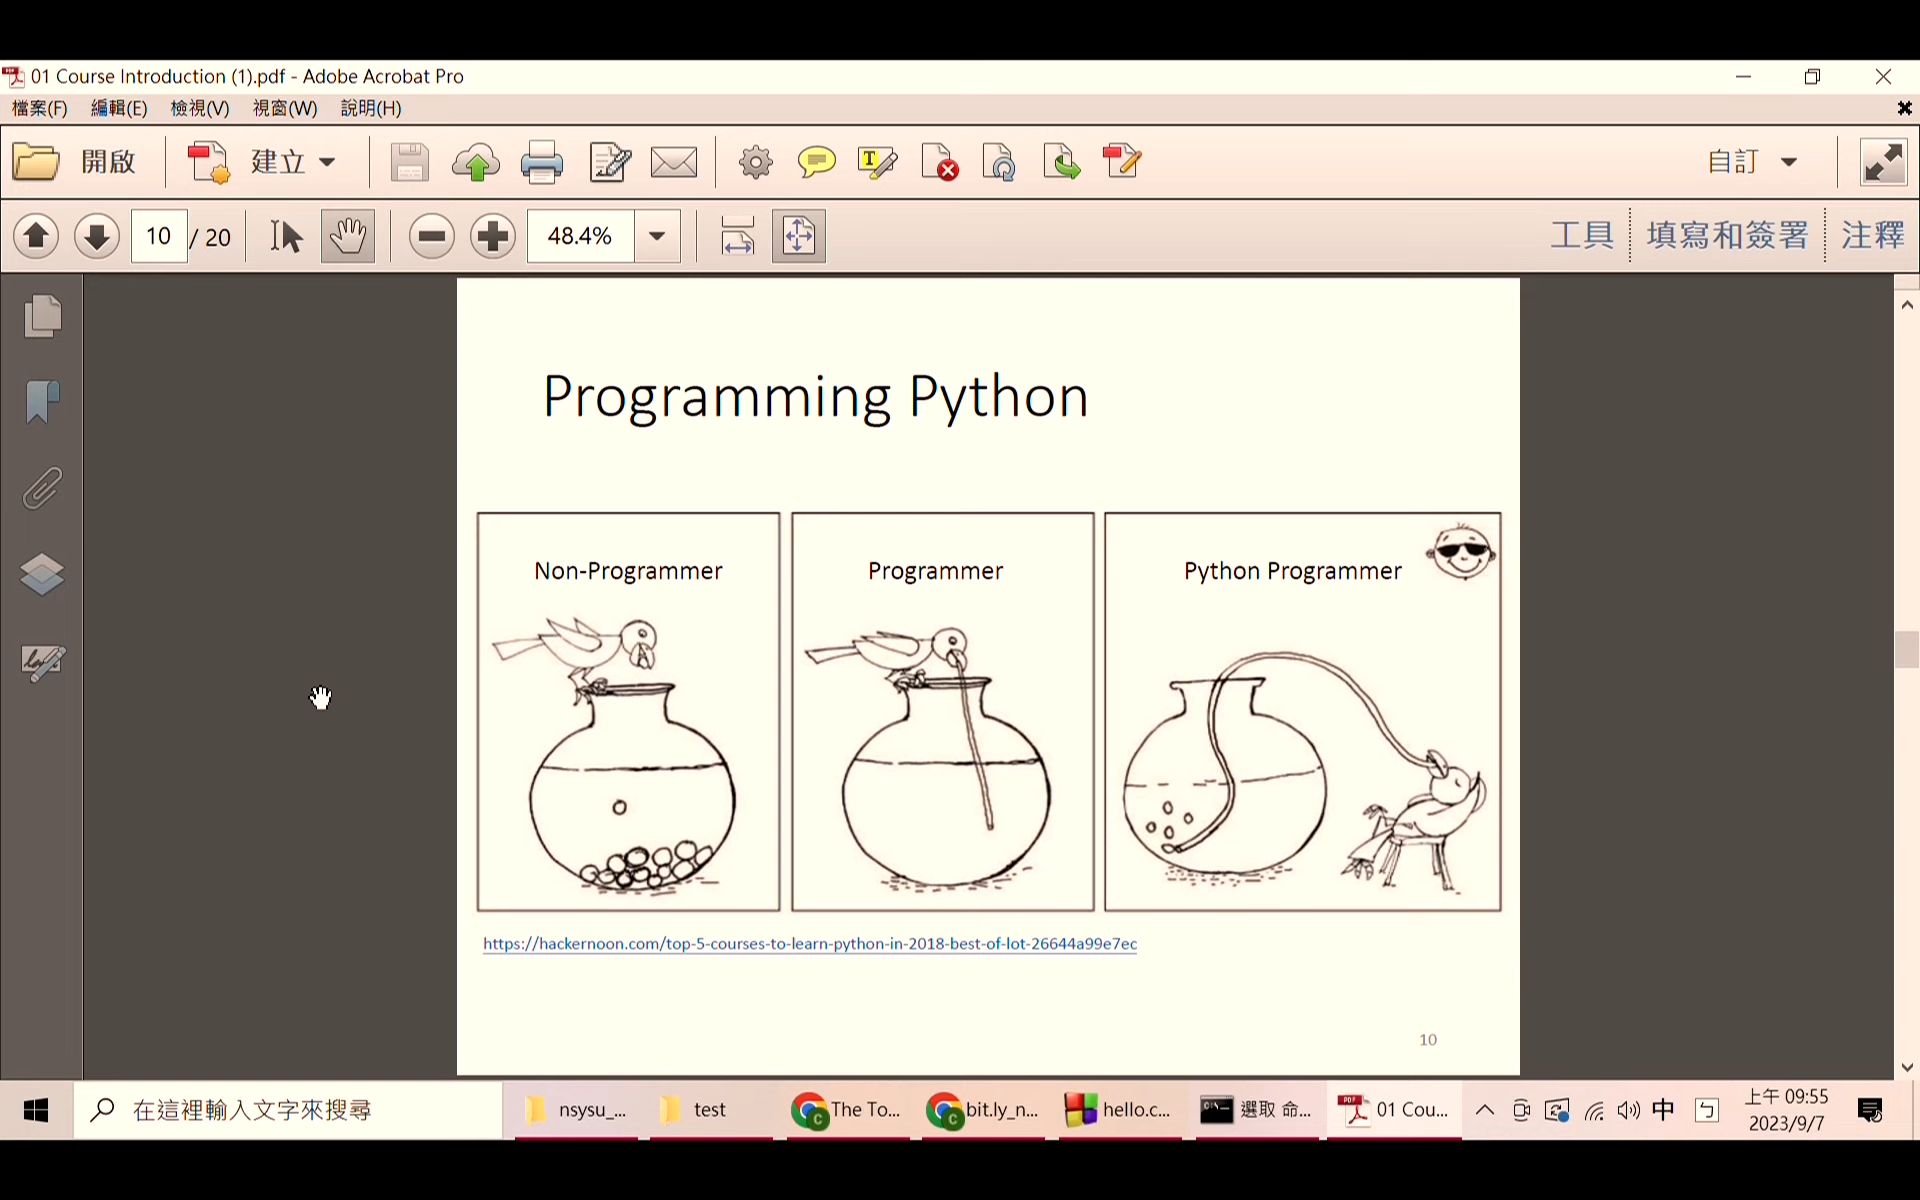 01 Course Introduction (1).pdf - Adobe Acrobat Pro
檔案(F) 編輯(E) 檢視(V) 視窗(W) 說明(H)
開啟 建立 自訂
10 / 20 48.4% 工具 填寫和簽署 注釋
Programming Python
Non-Programmer Programmer Python Programmer
https://hackernoon.com/top-5-courses-to-learn-python-in-2018-best-of-lot-26644a99e7ec
10
在這裡輸入文字來搜尋 nsysu_... test The To... bit.ly_n... hello.c... 選取 命... 01 Cou... 中 ㄅ 上午 09:55
2023/9/7